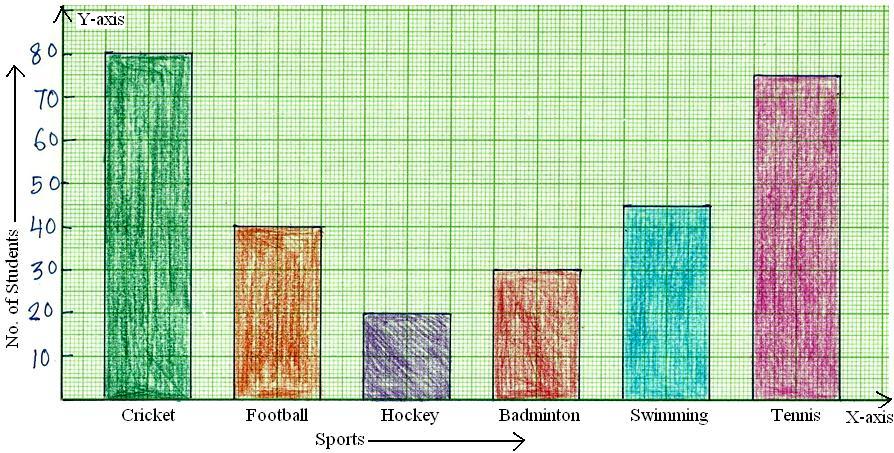 Y-axis
80
70
60
50
40
30
20
10
No. of Students
Cricket Football Hockey Badminton Swimming Tennis X-axis
Sports